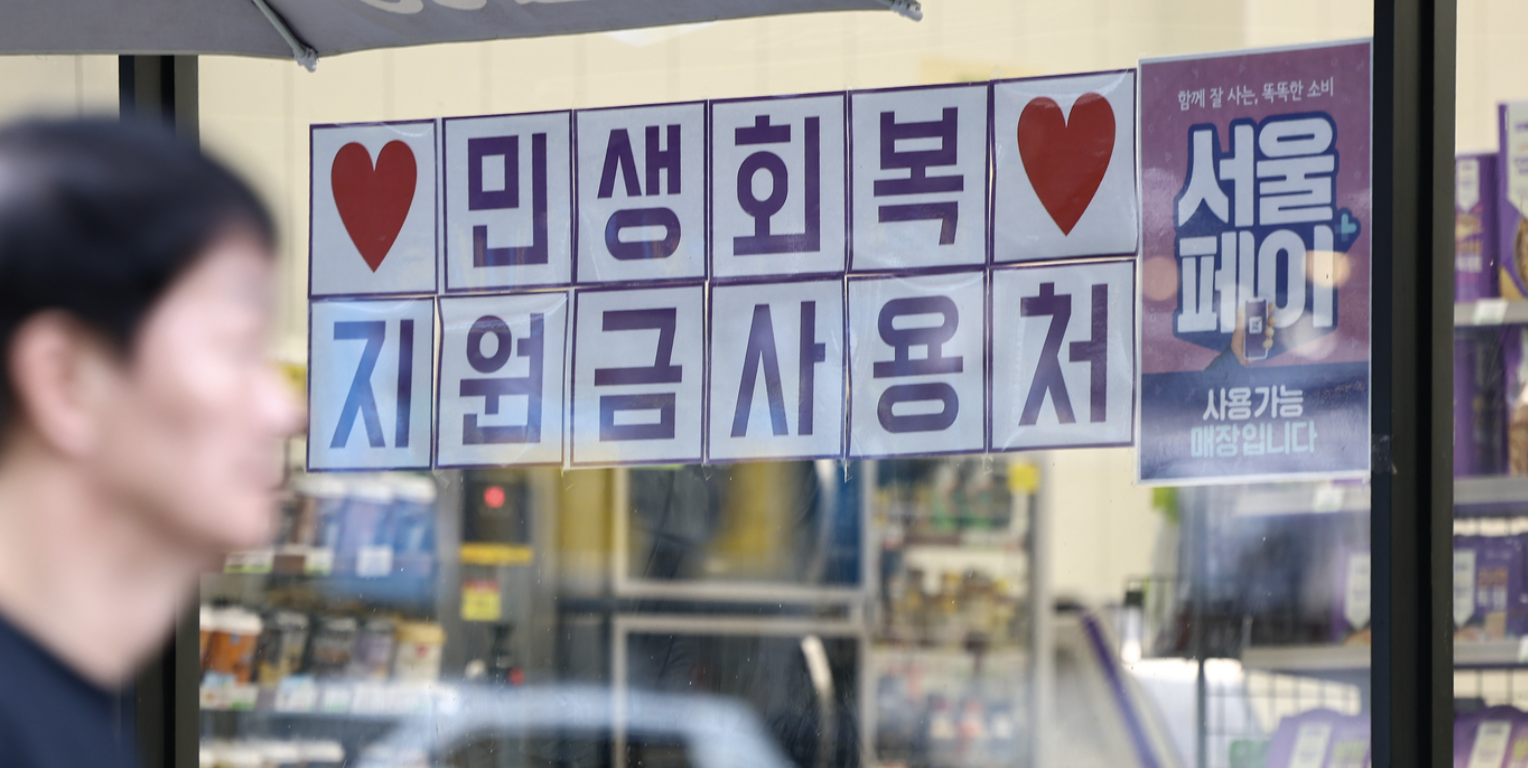 ♥민생회복♥
지원금사용처
함께 잘 사는, 똑똑한 소비
서울
페이+
사용 가능
매장입니다